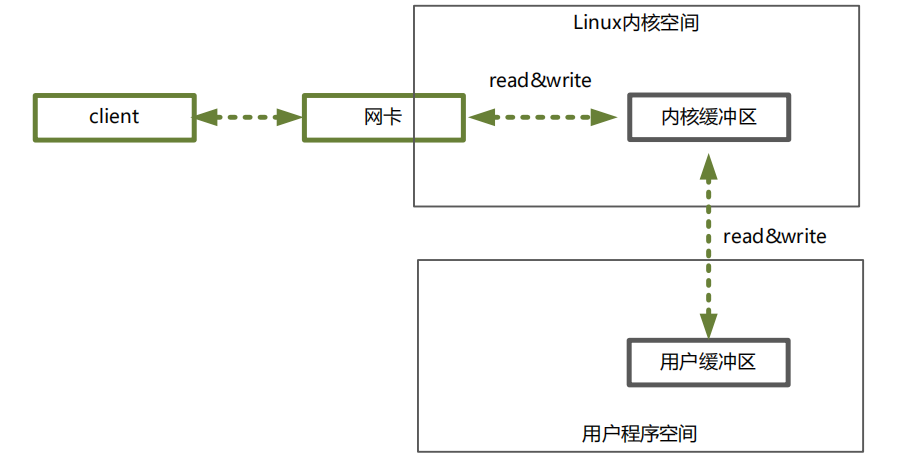 Linux内核空间
read&write
client
网卡
内核缓冲区
read&write
用户缓冲区
用户程序空间